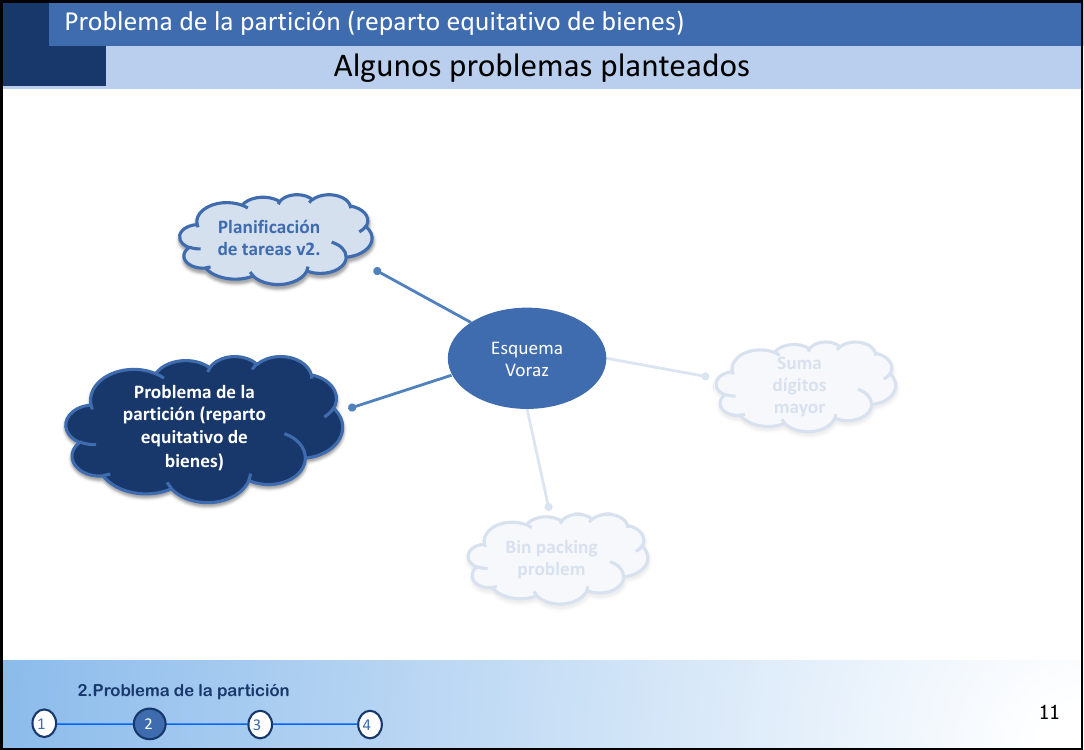 Problema de la partición (reparto equitativo de bienes)
Algunos problemas planteados
Planificación
de tareas v2.
Esquema
Voraz
Suma
dígitos
mayor
Problema de la
partición (reparto
equitativo de
bienes)
Bin packing
problem
2.Problema de la partición
1
2
3
4
11